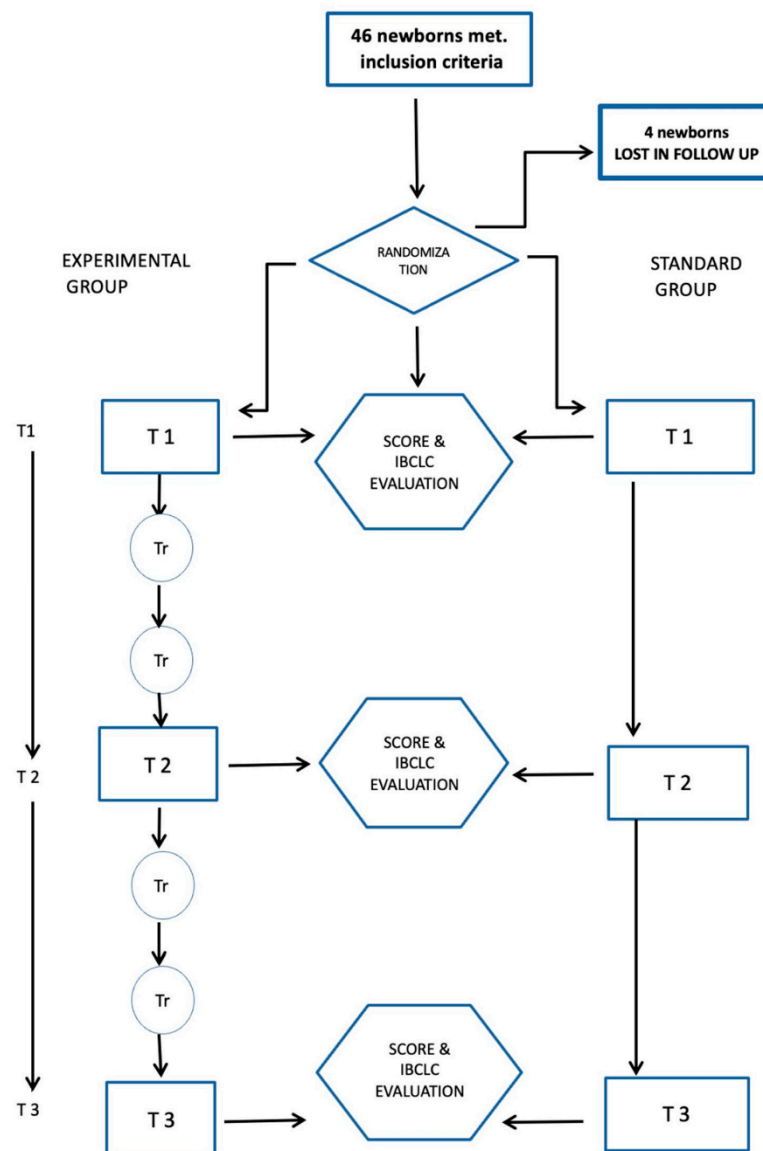 46 newborns met.
inclusion criteria
4 newborns
LOST IN FOLLOW UP
RANDOMIZA
TION
EXPERIMENTAL
GROUP
STANDARD
GROUP
T1
T 1
SCORE &
IBCLC
EVALUATION
T 1
Tr
Tr
T 2
T 2
SCORE &
IBCLC
EVALUATION
T 2
Tr
Tr
T 3
T 3
SCORE &
IBCLC
EVALUATION
T 3